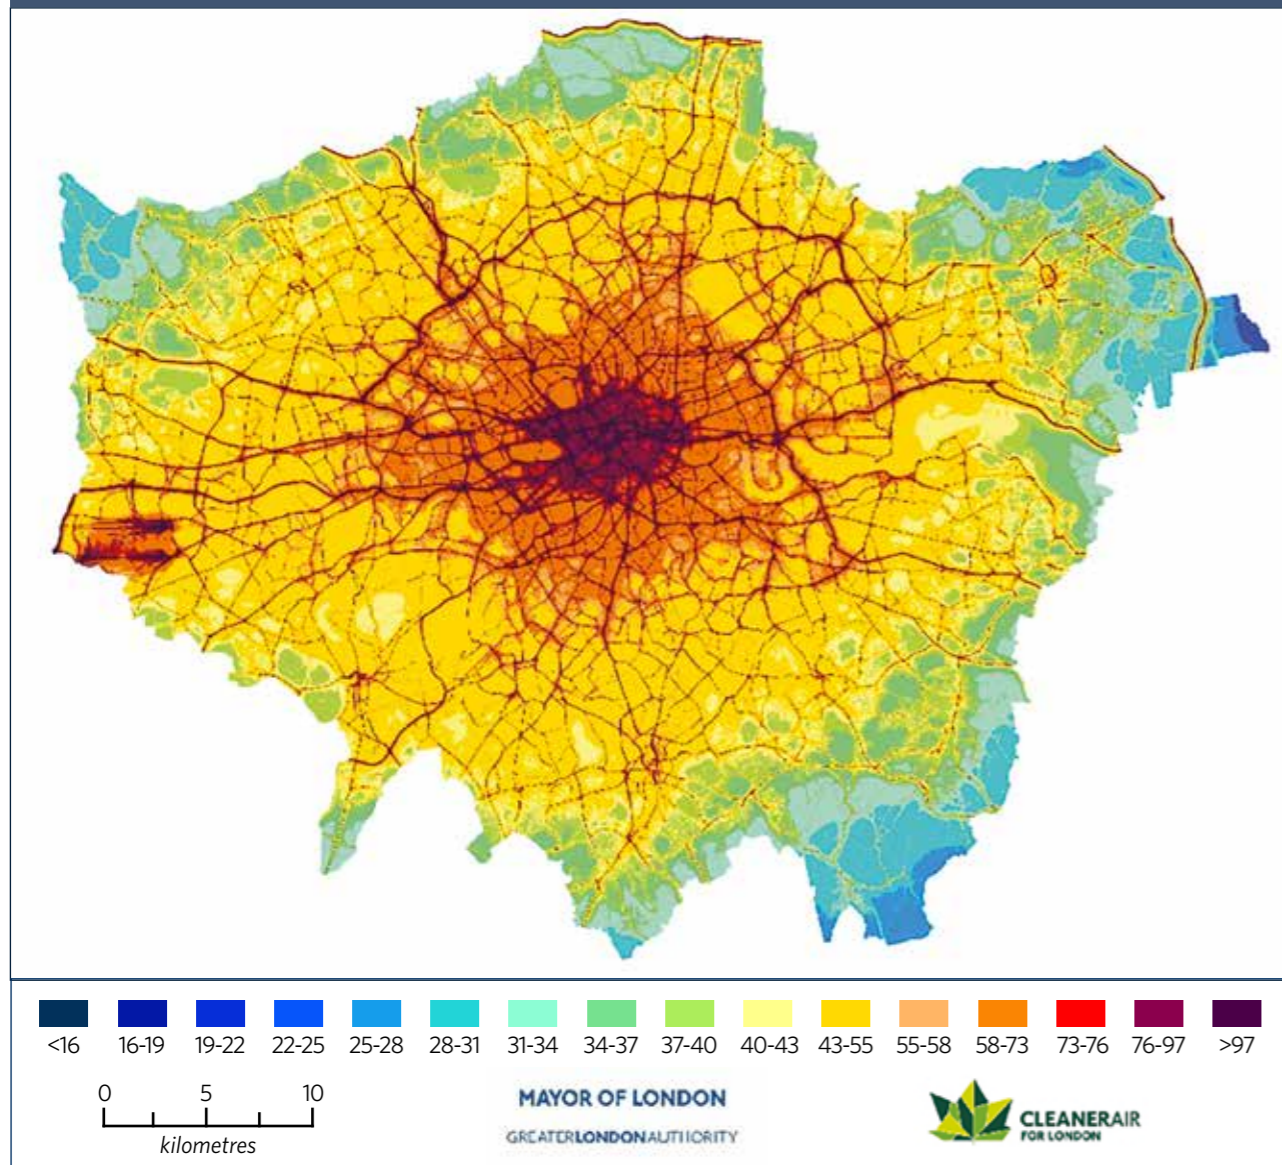 <16 16-19 19-22 22-25 25-28 28-31 31-34 34-37 37-40 40-43 43-55 55-58 58-73 73-76 76-97 >97
0 5 10
kilometres
MAYOR OF LONDON
GREATERLONDONAUTHORITY
CLEANERAIR
FOR LONDON